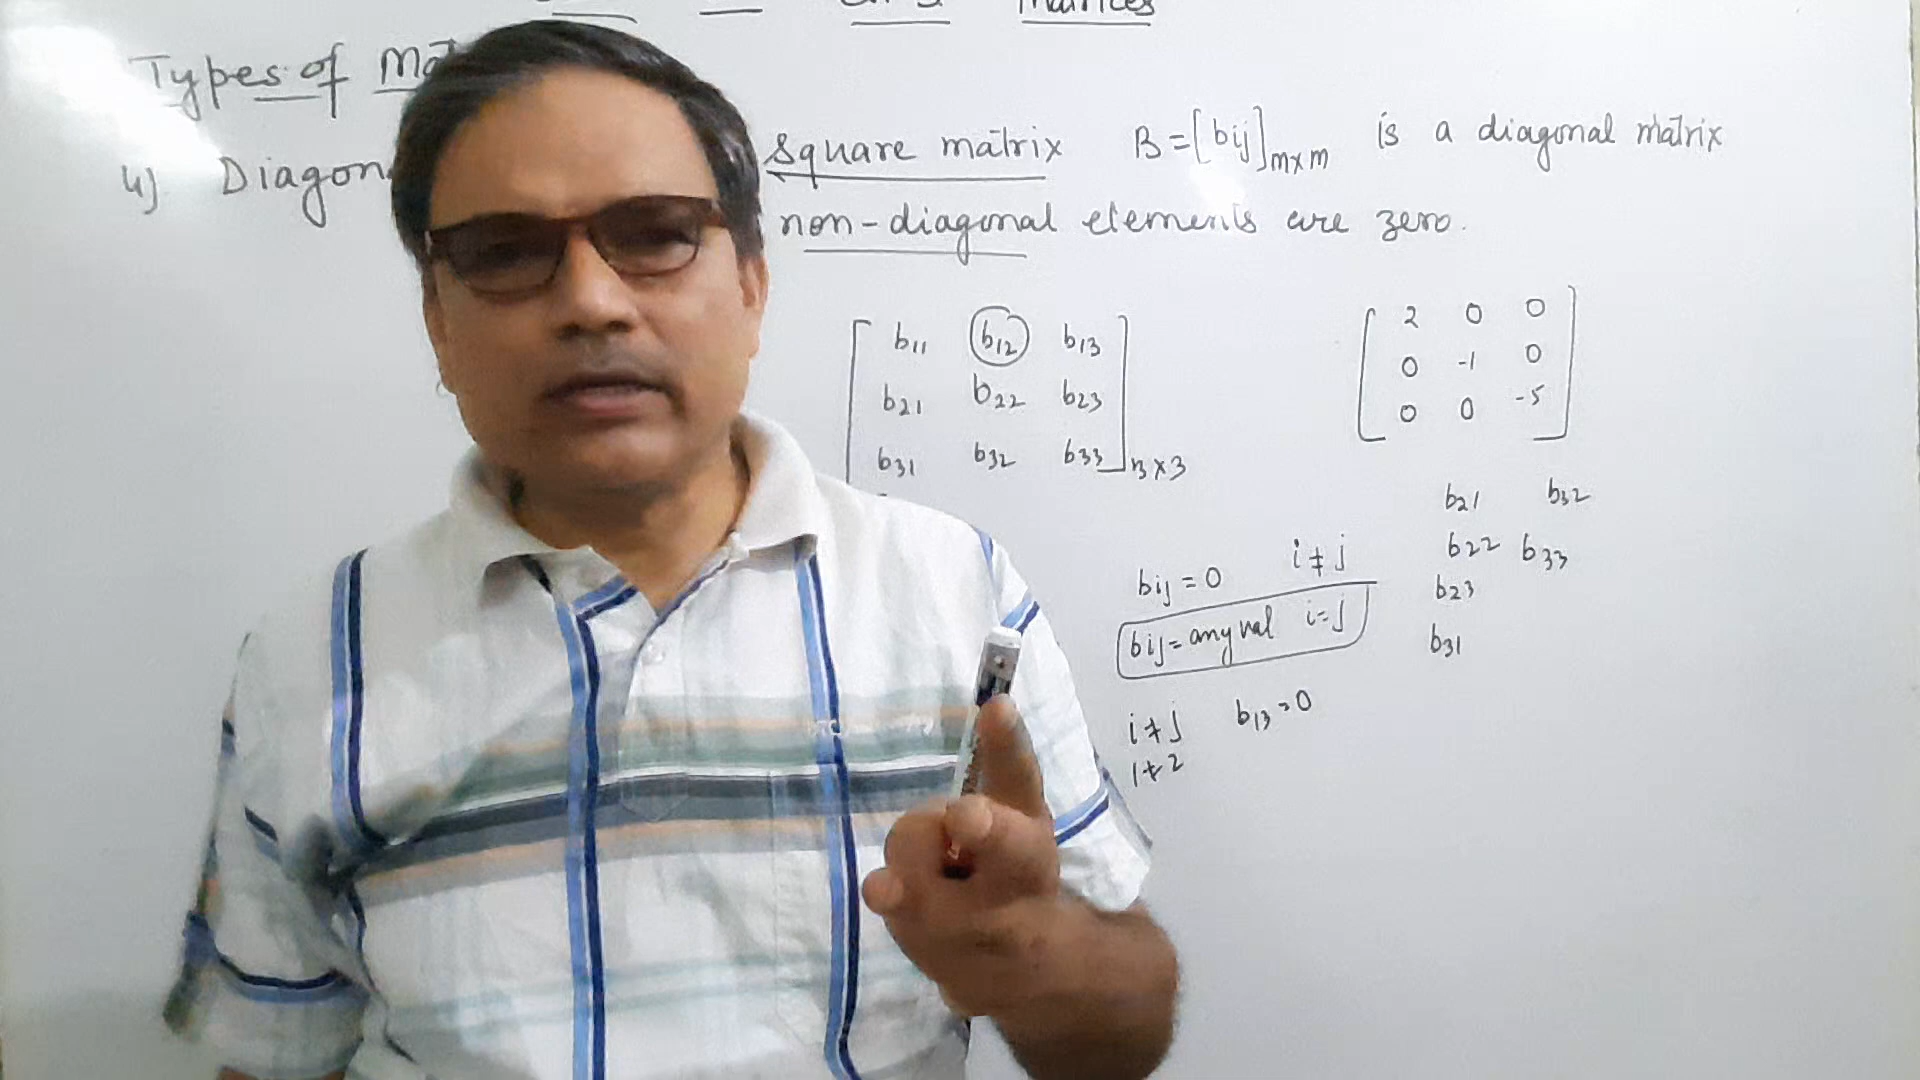 Matrices
Types of
4) square matrix B = [bij]m×m is a diagonal matrix
non-diagonal elements are zero.
b11 b12 b13
b21 b22 b23
b31 b32 b33 3×3
2 0 0
0 -1 0
0 0 -5
b21 b32
b22 b33
b23
b31
bij = 0 i ≠ j
bij = any val i = j
i ≠ j b13 = 0
1 ≠ 2